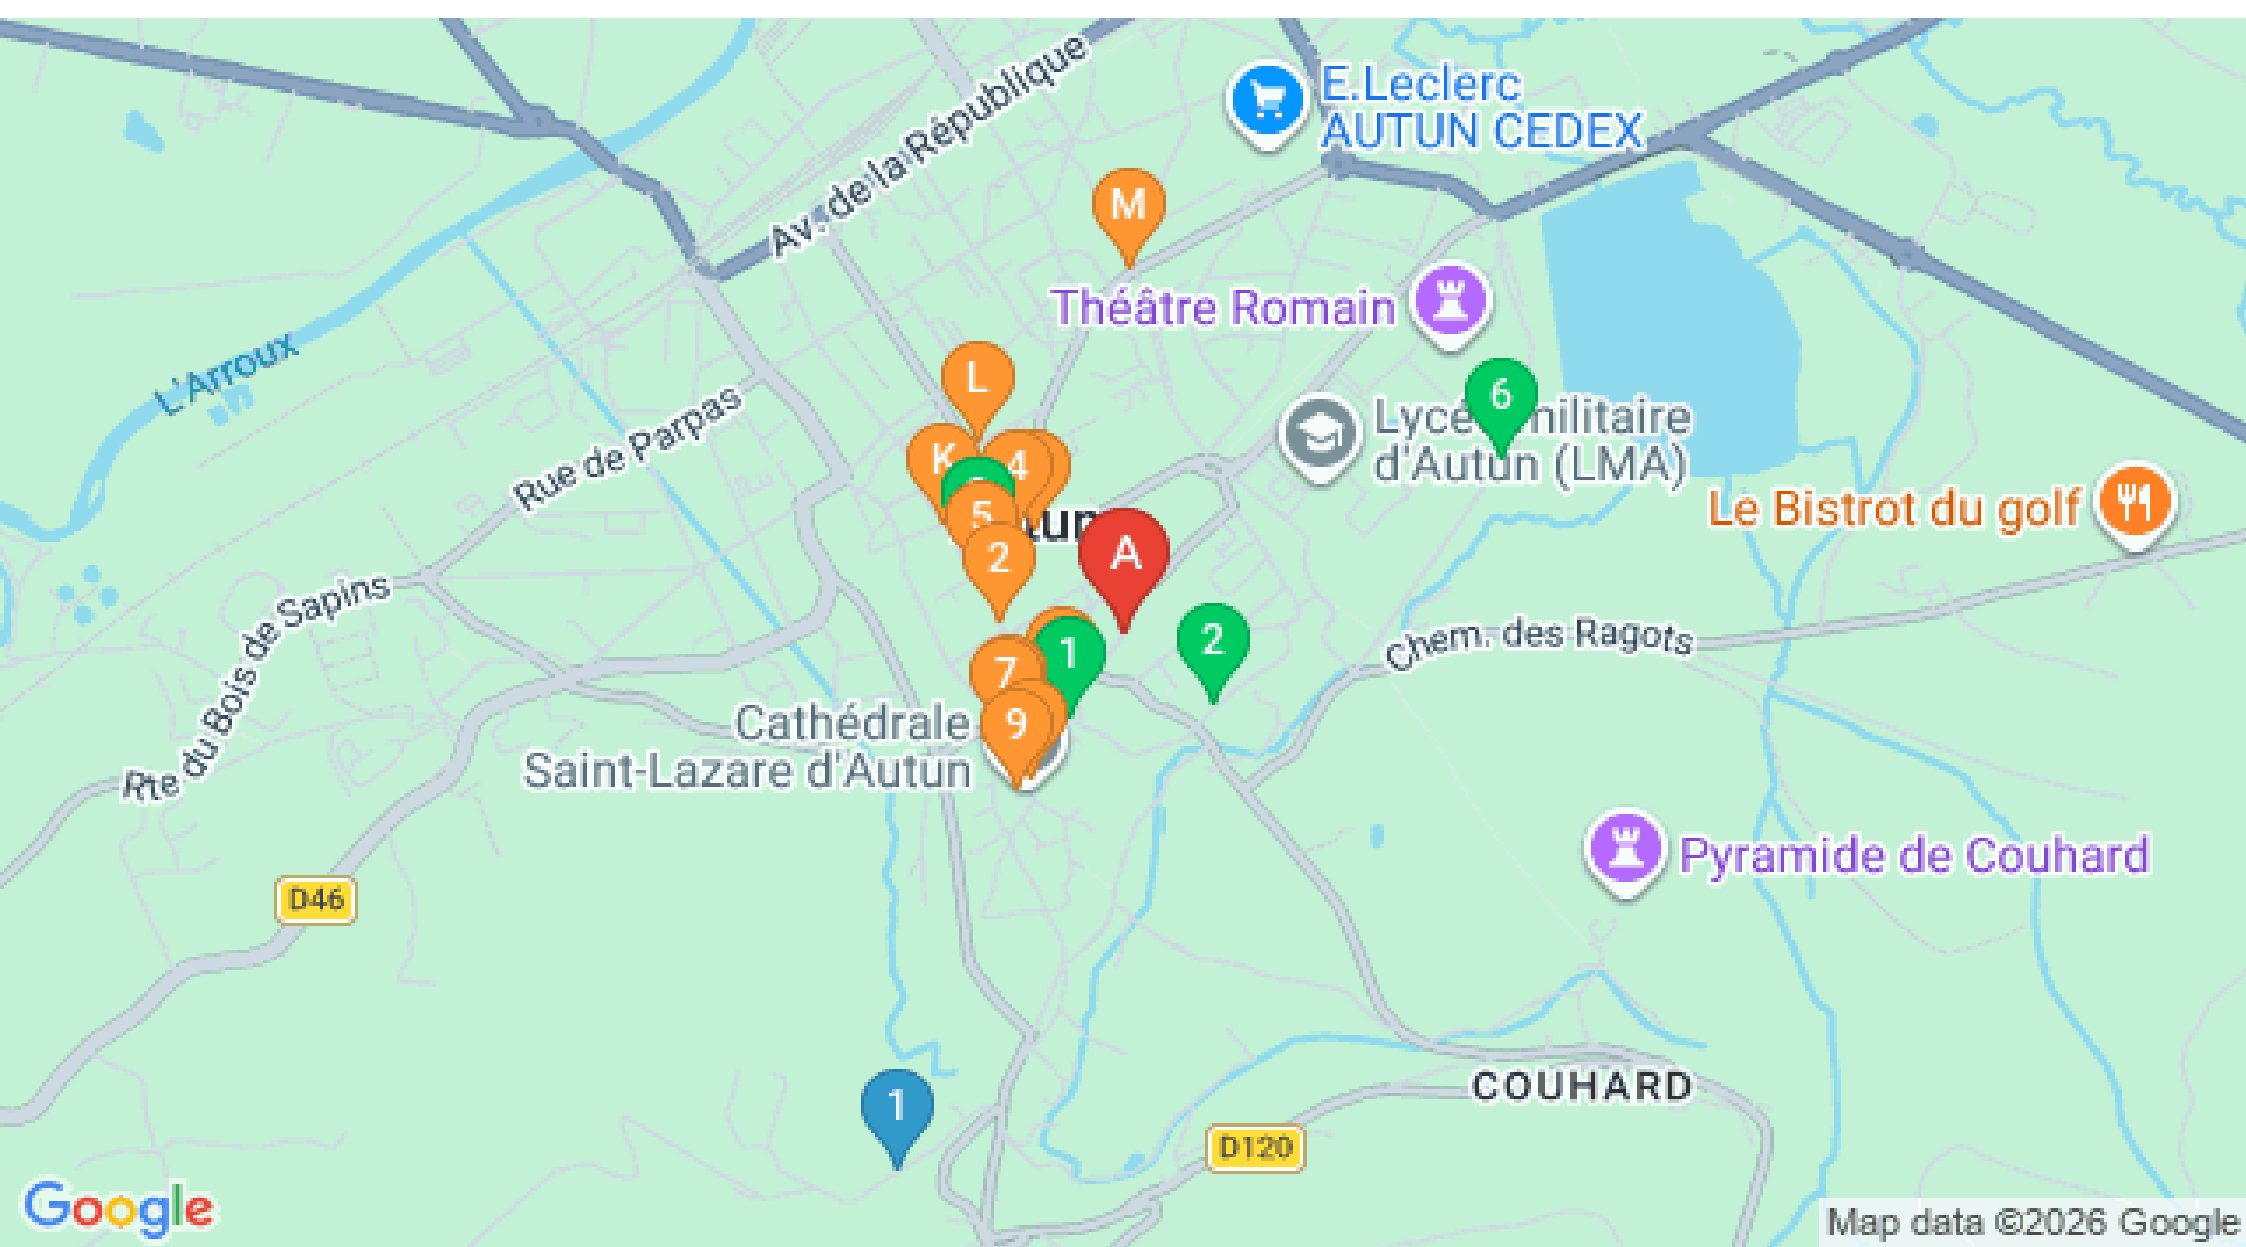 Av. de la République
E.Leclerc
AUTUN CEDEX
M
Théâtre Romain
L'Arroux
L
6
Rue de Parpas
Lycée militaire
d'Autun (LMA)
K
4
5
Le Bistrot du golf
2
A
Rte du Bois de Sapins
1
2
Chem. des Ragots
7
9
Cathédrale
Saint-Lazare d'Autun
Pyramide de Couhard
D46
COUHARD
1
D120
Google
Map data ©2026 Google